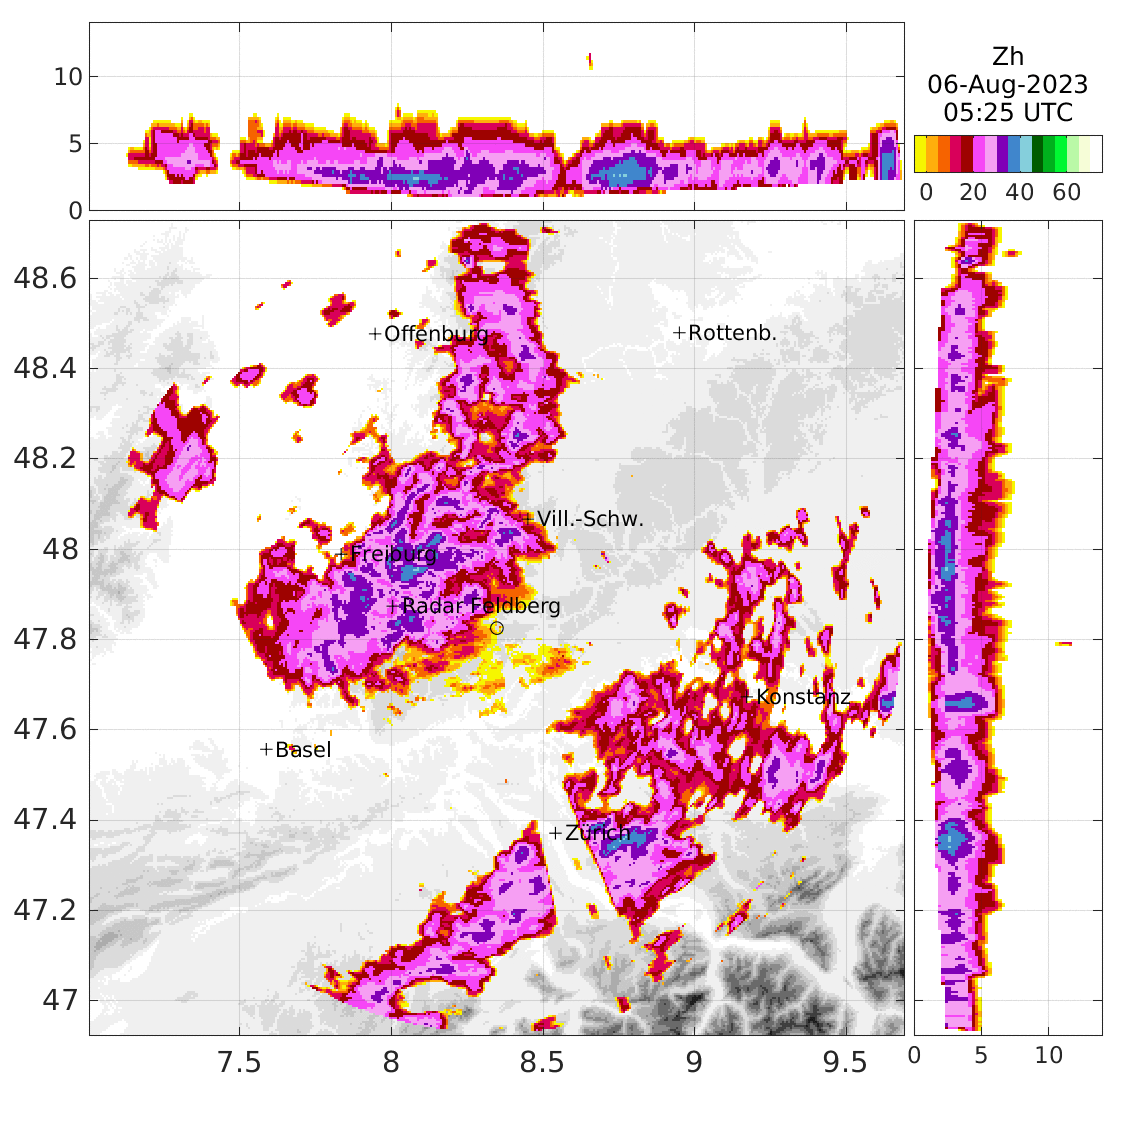 10
5
0
Zh
06-Aug-2023
05:25 UTC
0 20 40 60
48.6
48.4
48.2
48
47.8
47.6
47.4
47.2
47
Offenburg
Rottenb.
Vill.-Schw.
Freiburg
Radar Feldberg
Konstanz
Basel
Zürich
7.5 8 8.5 9 9.5
0 5 10